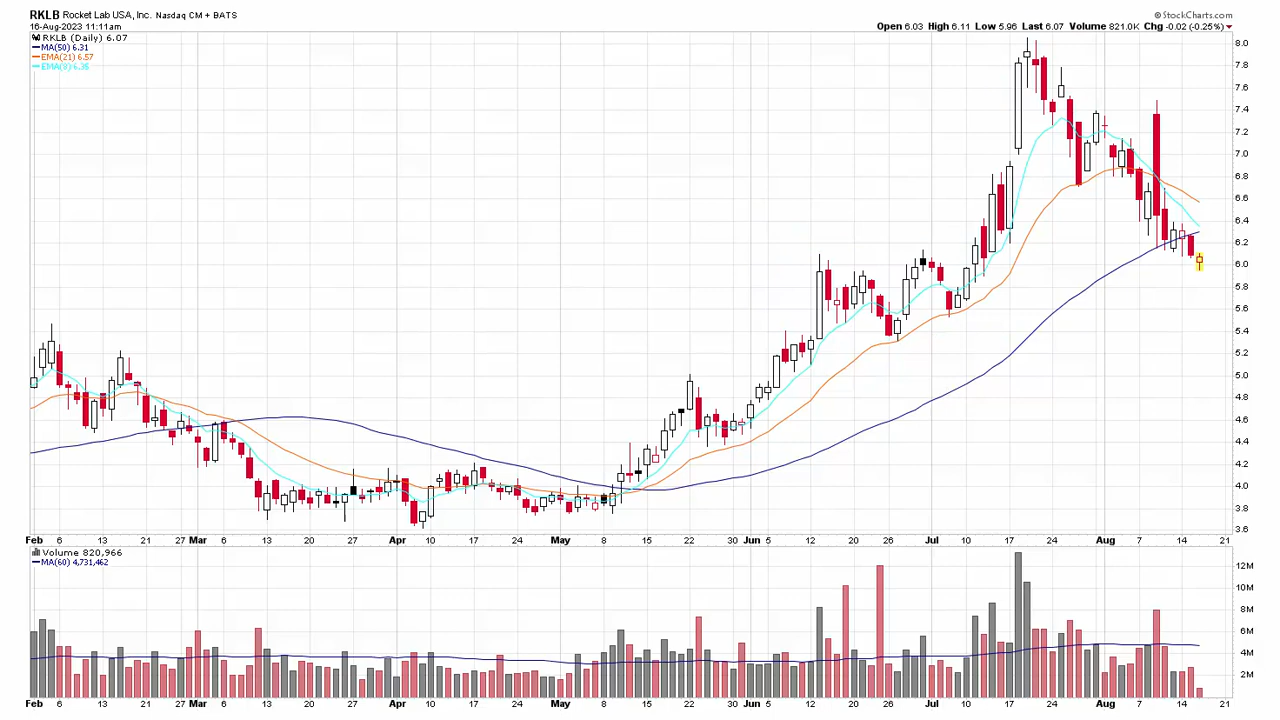 RKLB Rocket Lab USA, Inc. Nasdaq CM + BATS
© StockCharts.com
16-Aug-2023 11:11am
Open 6.03 High 6.11 Low 5.96 Last 6.07 Volume 821.0K Chg -0.02 (-0.25%)
RKLB (Daily) 6.07
MA(50) 6.31
EMA(21) 6.57
EMA(9) 6.35
8.0
7.8
7.6
7.4
7.2
7.0
6.8
6.6
6.4
6.2
6.0
5.8
5.6
5.4
5.2
5.0
4.8
4.6
4.4
4.2
4.0
3.8
3.6
Feb 6 13 21 27 Mar 6 13 20 27 Apr 10 17 24 May 8 15 22 30 Jun 5 12 20 26 Jul 10 17 24 Aug 7 14 21
Volume 820,966
MA(60) 4,731,462
12M
10M
8M
6M
4M
2M
Feb 6 13 21 27 Mar 6 13 20 27 Apr 10 17 24 May 8 15 22 30 Jun 5 12 20 26 Jul 10 17 24 Aug 7 14 21